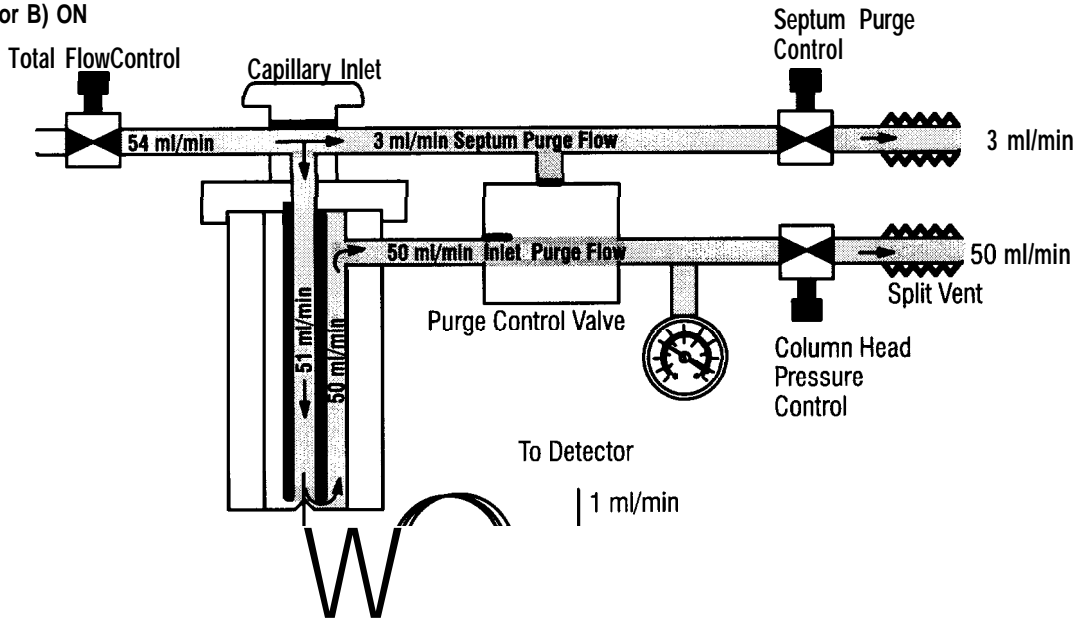 or B) ON
Total FlowControl
Capillary Inlet
Septum Purge
Control
54 ml/min
3 ml/min Septum Purge Flow
3 ml/min
50 ml/min Inlet Purge Flow
50 ml/min
Split Vent
Purge Control Valve
51 ml/min
50 ml/min
Column Head
Pressure
Control
To Detector
1 ml/min